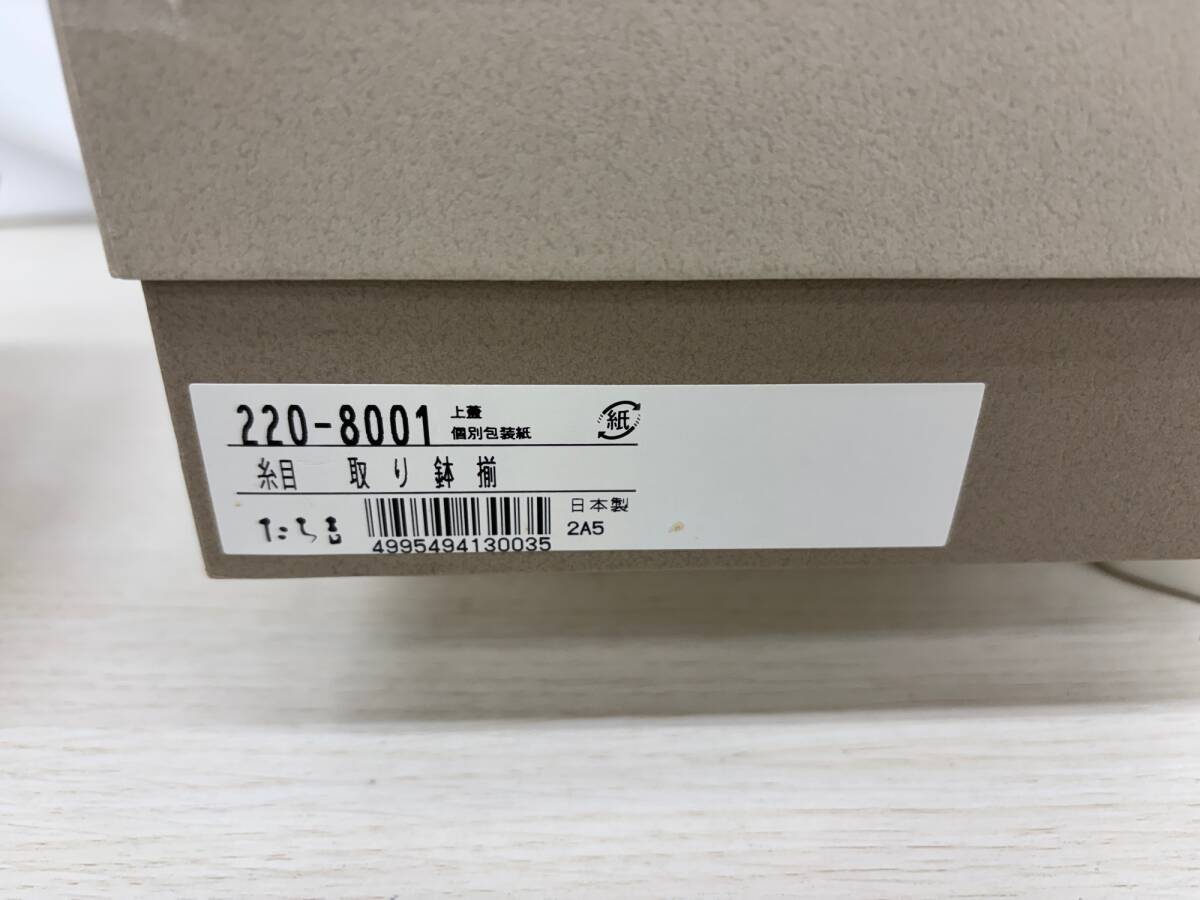 220-8001
上蓋
個別包装紙
紙
糸目 取り鉢揃
たち吉
日本製
4995494130035
2A5